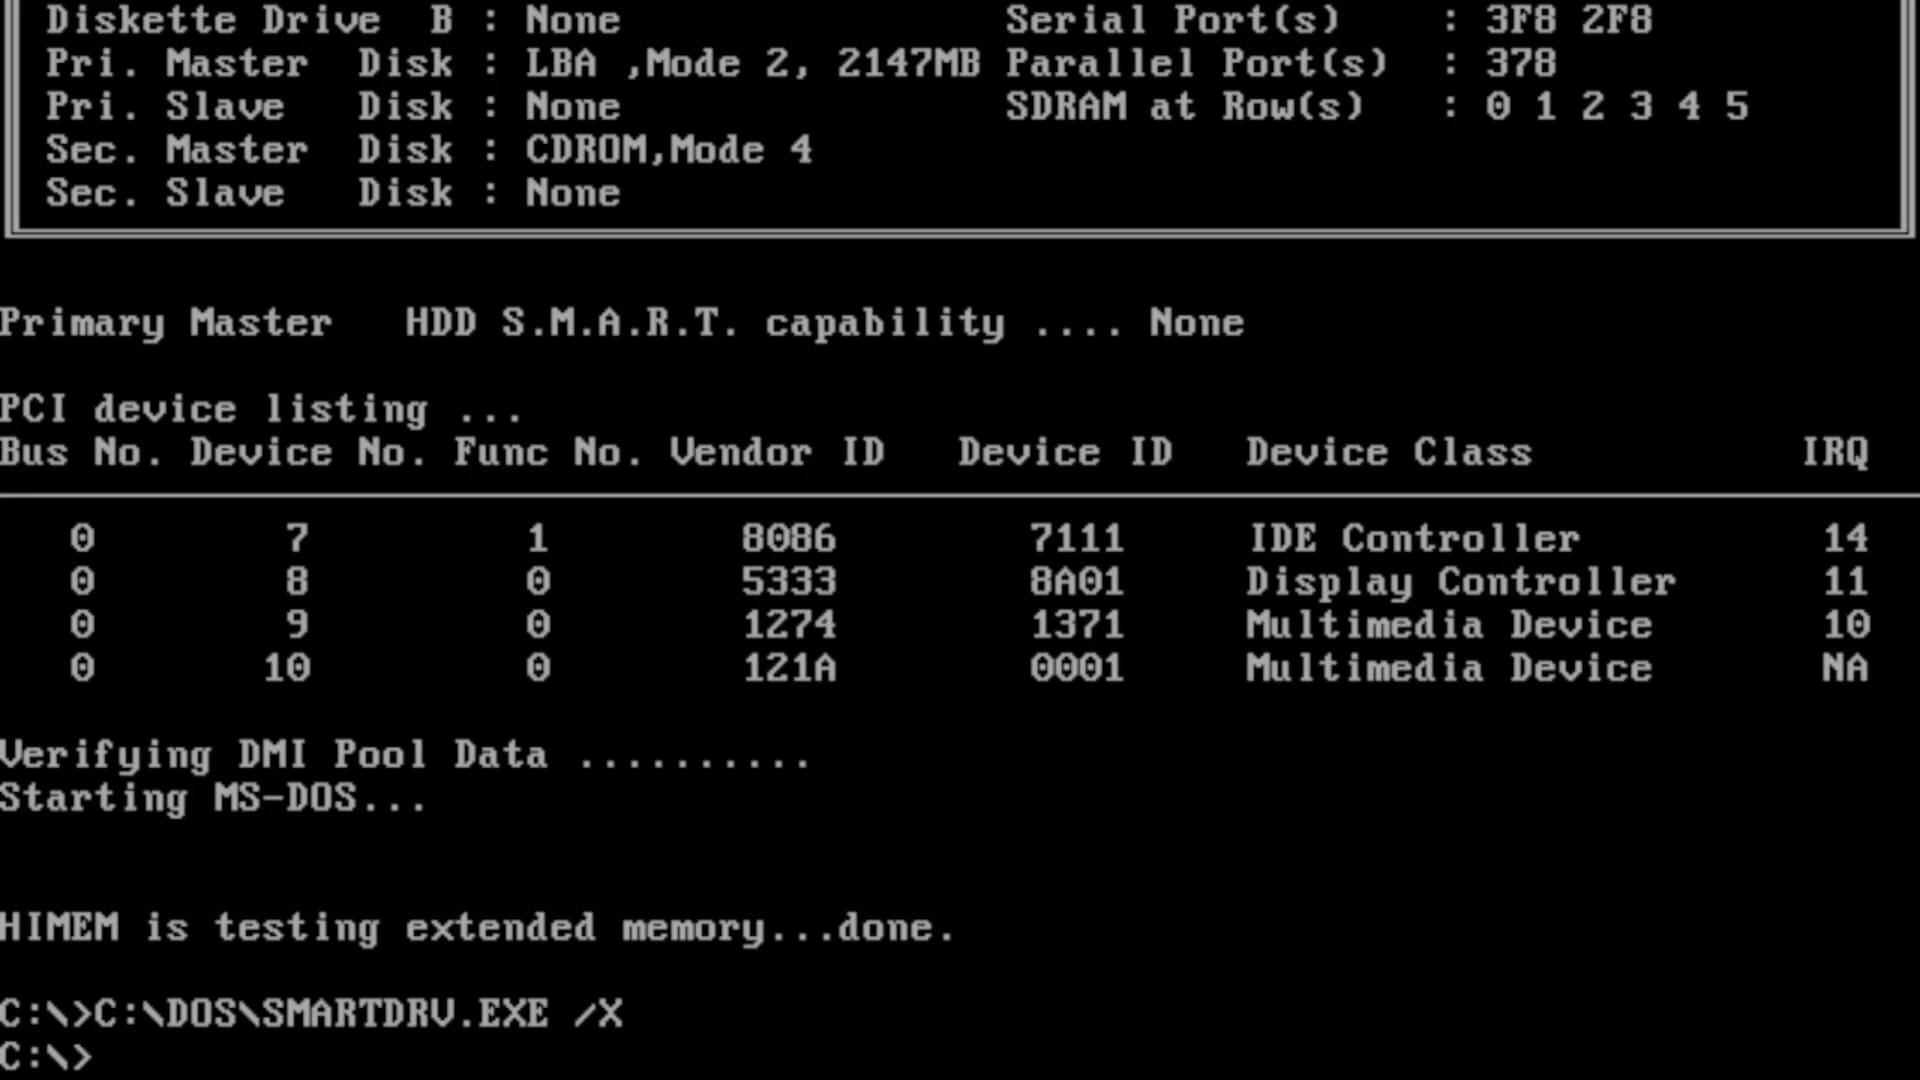 Diskette Drive  B : None                Serial Port(s)    : 3F8 2F8
Pri. Master  Disk : LBA ,Mode 2, 2147MB Parallel Port(s)  : 378
Pri. Slave   Disk : None                SDRAM at Row(s)   : 0 1 2 3 4 5
Sec. Master  Disk : CDROM,Mode 4
Sec. Slave   Disk : None
Primary Master   HDD S.M.A.R.T. capability .... None
PCI device listing ...
Bus No. Device No. Func No. Vendor ID   Device ID   Device Class           IRQ
0 7 1 8086 7111 IDE Controller 14
0 8 0 5333 8A01 Display Controller 11
0 9 0 1274 1371 Multimedia Device 10
0 10 0 121A 0001 Multimedia Device NA
Verifying DMI Pool Data ..........
Starting MS-DOS...
HIMEM is testing extended memory...done.
C:\>C:\DOS\SMARTDRV.EXE /X
C:\>